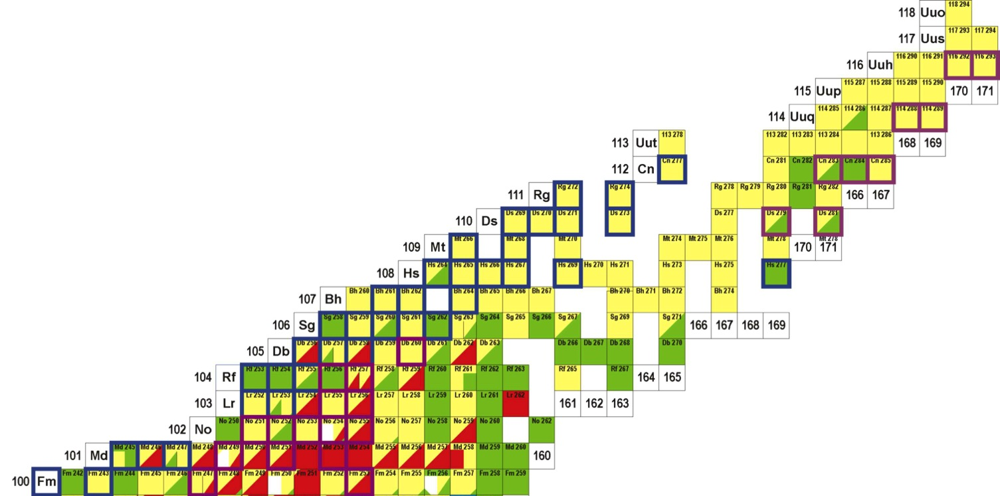 118 Uuo 118 294
117 Uus 117 293 117 294
116 Uuh 116 290 116 291 116 292 116 293
115 Uup 115 287 115 288 115 289 115 290 170 171
114 Uuq 114 285 114 286 114 287 114 288 114 289
113 Uut 113 278 113 282 113 283 113 284 113 286 168 169
112 Cn Cn 277 Cn 281 Cn 282 Cn 283 Cn 284 Cn 285
111 Rg Rg 272 Rg 274 Rg 278 Rg 279 Rg 280 Rg 281 Rg 282 166 167
110 Ds Ds 269 Ds 270 Ds 271 Ds 273 Ds 277 Ds 279 Ds 281
109 Mt Mt 266 Mt 268 Mt 270 Mt 274 Mt 275 Mt 276 Mt 278 170 Mt 278 171
108 Hs Hs 264 Hs 265 Hs 266 Hs 267 Hs 269 Hs 270 Hs 271 Hs 273 Hs 275 Hs 277
107 Bh Bh 260 Bh 261 Bh 262 Bh 264 Bh 265 Bh 266 Bh 267 Bh 270 Bh 271 Bh 272 Bh 274
106 Sg Sg 258 Sg 259 Sg 260 Sg 261 Sg 262 Sg 263 Sg 264 Sg 265 Sg 266 Sg 267 Sg 269 Sg 271 166 167 168 169
105 Db Db 256 Db 257 Db 258 Db 259 Db 260 Db 261 Db 262 Db 263 Db 266 Db 267 Db 268 Db 270
104 Rf Rf 253 Rf 254 Rf 255 Rf 256 Rf 257 Rf 258 Rf 259 Rf 260 Rf 261 Rf 262 Rf 263 Rf 265 Rf 267 164 165
103 Lr Lr 252 Lr 253 Lr 254 Lr 255 Lr 256 Lr 257 Lr 258 Lr 259 Lr 260 Lr 261 Lr 262 161 162 163
102 No No 250 No 251 No 252 No 253 No 254 No 255 No 256 No 257 No 258 No 259 No 260 No 262
101 Md Md 245 Md 246 Md 247 Md 248 Md 249 Md 250 Md 251 Md 252 Md 253 Md 254 Md 255 Md 256 Md 257 Md 258 Md 259 Md 260 160
100 Fm Fm 242 Fm 243 Fm 244 Fm 245 Fm 246 Fm 247 Fm 248 Fm 249 Fm 250 Fm 251 Fm 252 Fm 253 Fm 254 Fm 255 Fm 256 Fm 257 Fm 258 Fm 259